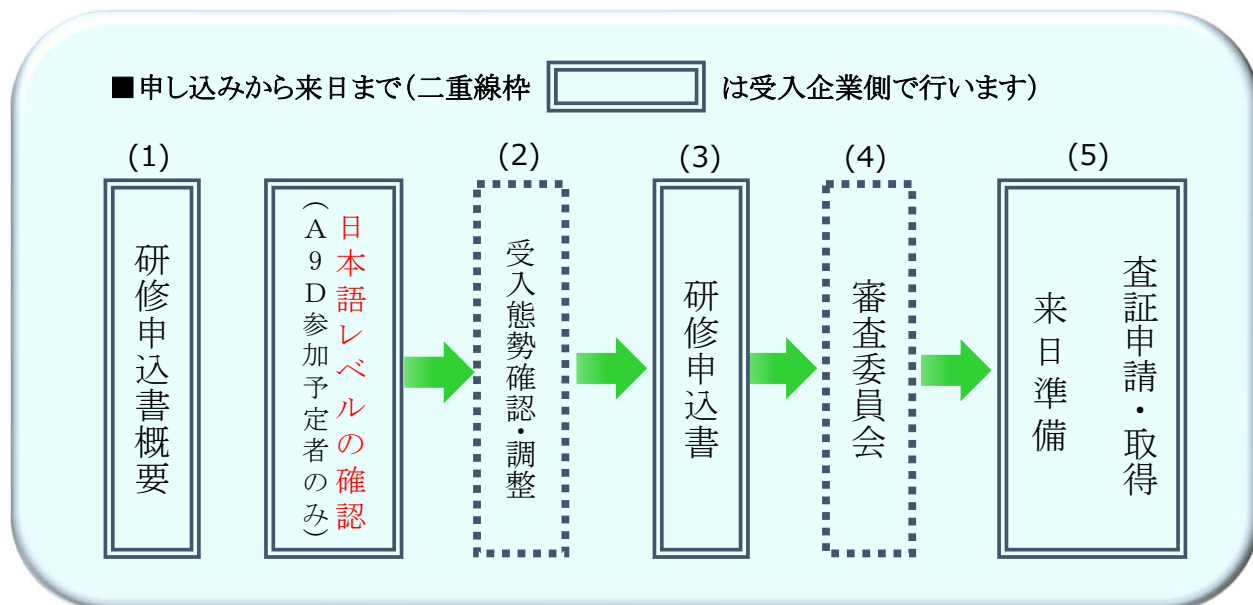 ■申し込みから来日まで(二重線枠 は受入企業側で行います)
(1)
研修申込書概要
日本語レベルの確認
(A9D参加予定者のみ)
(2)
受入態勢確認・調整
(3)
研修申込書
(4)
審査委員会
(5)
査証申請・取得
来日準備